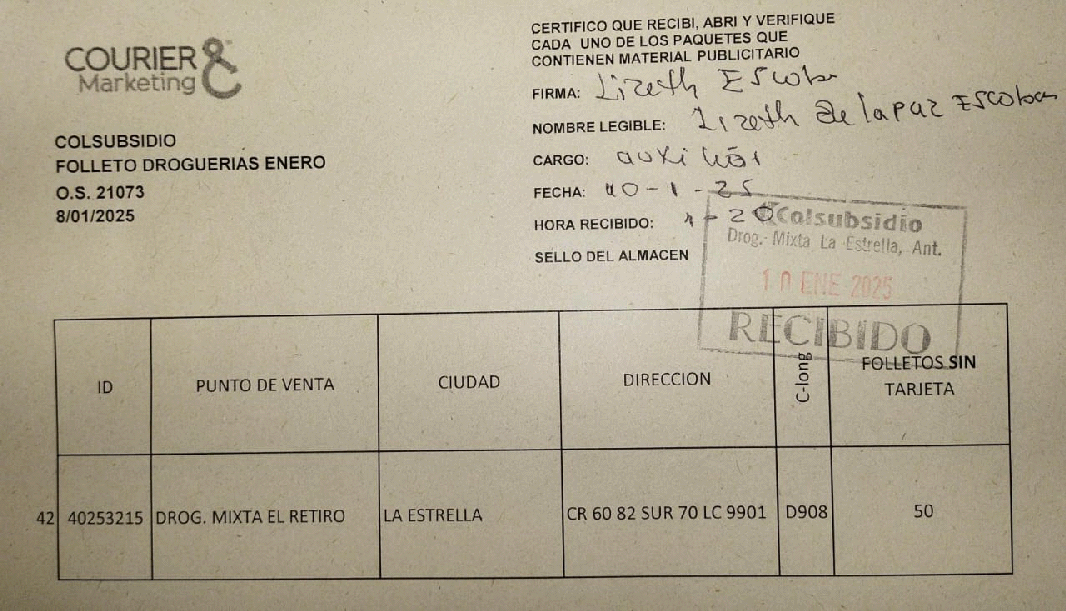 COURIER &
Marketing
COLSUBSIDIO
FOLLETO DROGUERIAS ENERO
O.S. 21073
8/01/2025
CERTIFICO QUE RECIBI, ABRI Y VERIFIQUE
CADA UNO DE LOS PAQUETES QUE
CONTIENEN MATERIAL PUBLICITARIO
FIRMA: Lizeth Escobar
NOMBRE LEGIBLE: Lizeth de la paz Escobar
CARGO: auxiliar
FECHA: 10-1-25
HORA RECIBIDO:
SELLO DEL ALMACEN
Colsubsidio
Drog. Mixta La Estrella, Ant.
10 ENE 2025
RECIBIDO
ID PUNTO DE VENTA CIUDAD DIRECCION C-long FOLLETOS SIN
TARJETA
42 40253215 DROG. MIXTA EL RETIRO LA ESTRELLA CR 60 82 SUR 70 LC 9901 D908 50